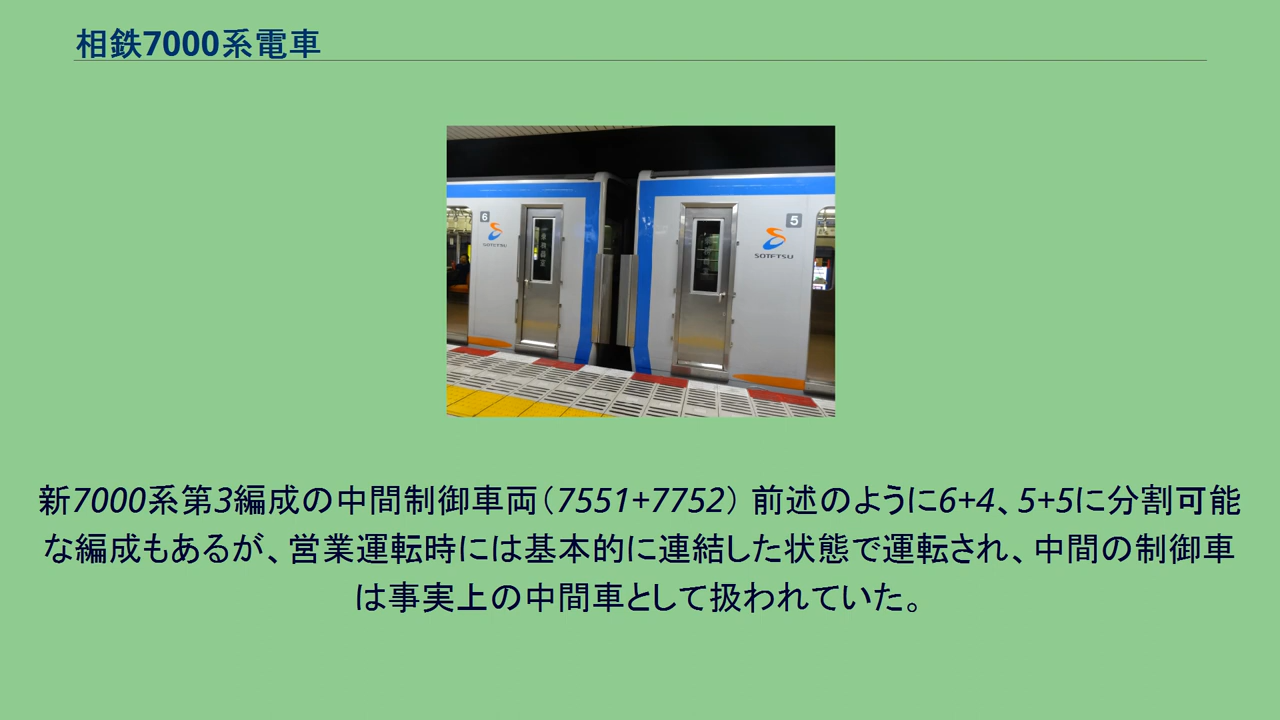 相鉄7000系電車
6
SOTETSU
5
SOTETSU
新7000系第3編成の中間制御車両（7551+7752） 前述のように6+4、5+5に分割可能
な編成もあるが、営業運転時には基本的に連結した状態で運転され、中間の制御車
は事実上の中間車として扱われていた。